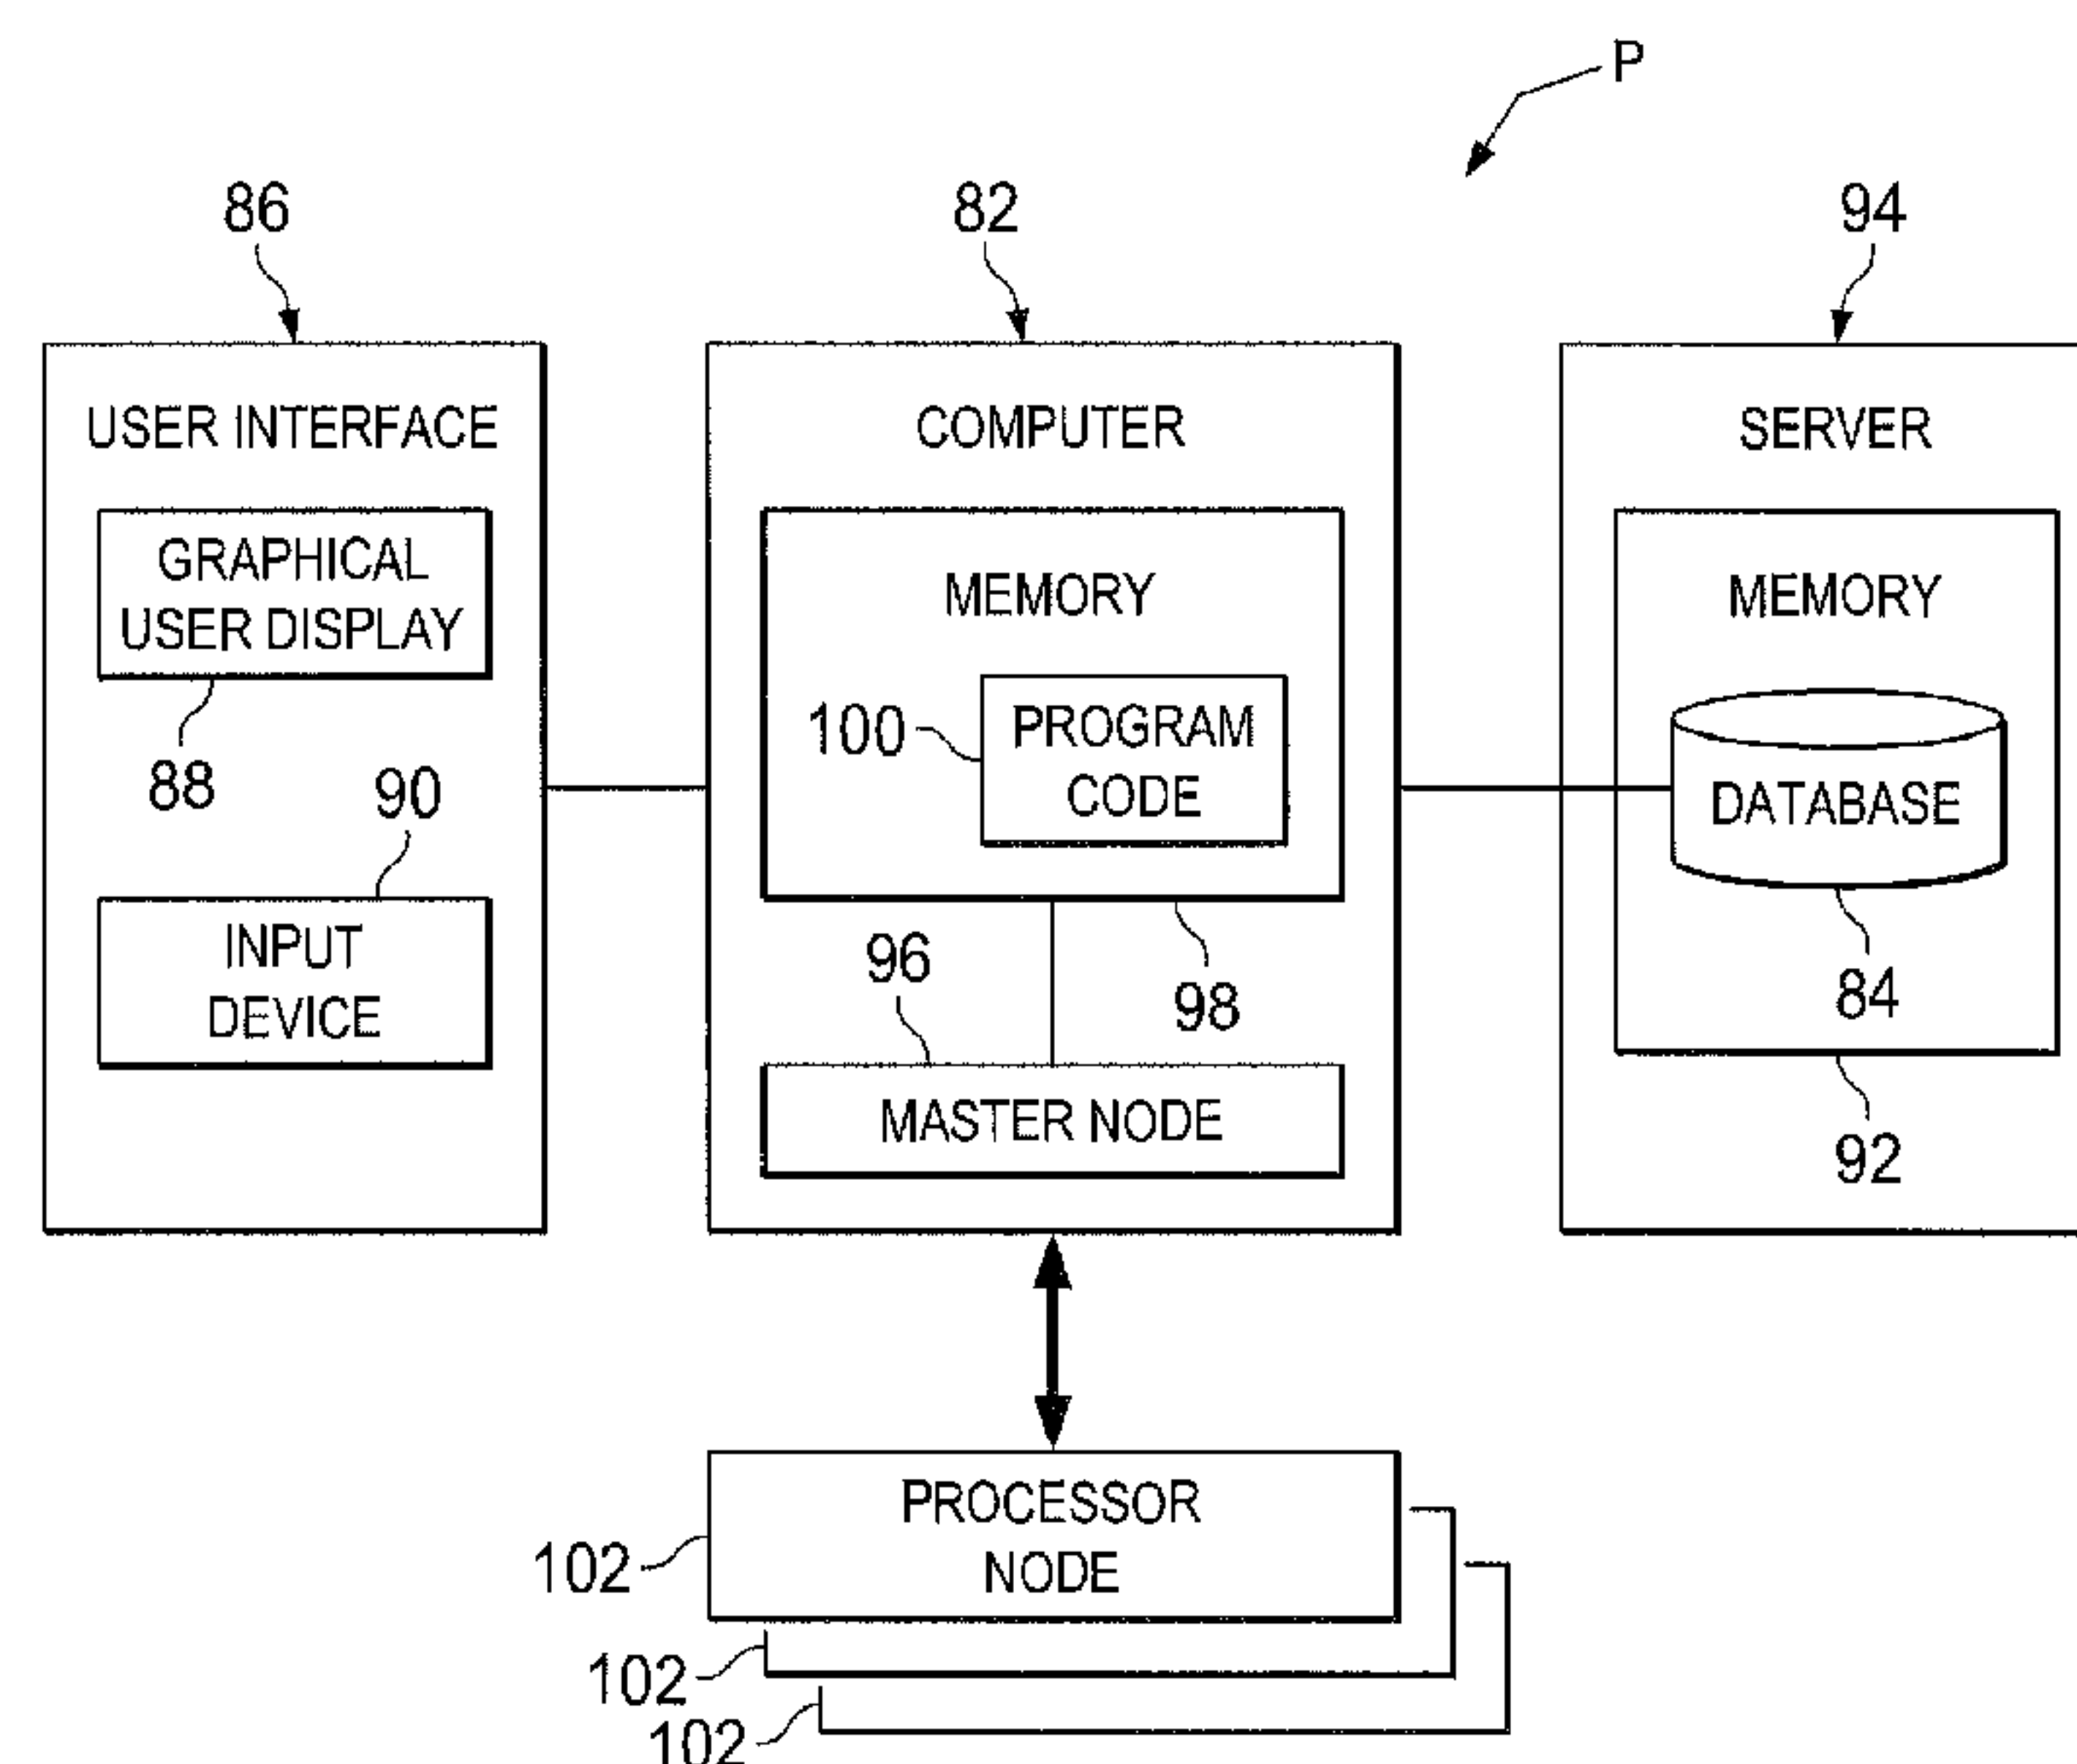 P
86
82
94
USER INTERFACE
COMPUTER
SERVER
GRAPHICAL
USER DISPLAY
88
90
INPUT
DEVICE
MEMORY
100
PROGRAM
CODE
96
98
MASTER NODE
MEMORY
DATABASE
84
92
PROCESSOR
NODE
102
102
102